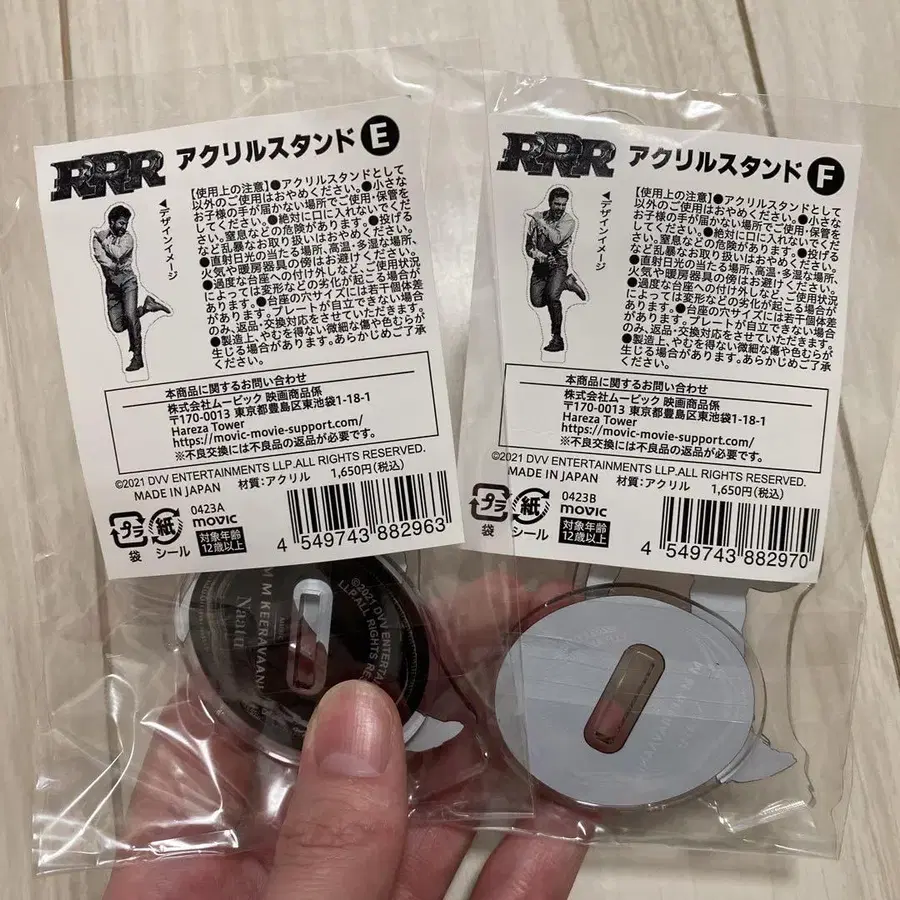 RRR アクリルスタンド E
◀デザインイメージ
【使用上の注意】●アクリルスタンドとして
以外のご使用はおやめください。●小さな
お子様の手が届かない場所でご使用・保管を
してください。●絶対に口に入れないでくだ
さい。窒息などの危険があります。●投げる
など乱暴なお取り扱いはおやめください。
●直射日光の当たる場所、高温・多湿な場所、
火気や暖房器具の傍はお避けください。
●過度な台座への付け外しなど、ご使用状況
によっては変形などの劣化が起こる場合が
あります。●台座の穴サイズには若干個体差
があります。プレートが自立できない場合
のみ、返品・交換対応をさせていただきます。
●製造上、やむを得ない微細な傷や色むらが
生じる場合があります。あらかじめご了承
ください。
本商品に関するお問い合わせ
株式会社ムービック 映画商品係
〒170-0013 東京都豊島区東池袋1-18-1
Hareza Tower
https://movic-movie-support.com/
※不良交換には不良品の返品が必要です。
©2021 DVV ENTERTAINMENTS LLP.ALL RIGHTS RESERVED.
MADE IN JAPAN 材質：アクリル 1,650円(税込)
プラ 紙 0423A
movic
袋 シール 対象年齢
12歳以上
4 549743 882963
M M KEERAVAANI
Naatu
©2021 DVV ENTERTA
LLP.ALL RIGHTS RES
RRR アクリルスタンド F
◀デザインイメージ
【使用上の注意】●アクリルスタンドとして
以外のご使用はおやめください。●小さな
お子様の手が届かない場所でご使用・保管を
してください。●絶対に口に入れないでくだ
さい。窒息などの危険があります。●投げる
など乱暴なお取り扱いはおやめください。
●直射日光の当たる場所、高温・多湿な場所、
火気や暖房器具の傍はお避けください。
●過度な台座への付け外しなど、ご使用状況
によっては変形などの劣化が起こる場合が
あります。●台座の穴サイズには若干個体差
があります。プレートが自立できない場合
のみ、返品・交換対応をさせていただきます。
●製造上、やむを得ない微細な傷や色むらが
生じる場合があります。あらかじめご了承
ください。
本商品に関するお問い合わせ
株式会社ムービック 映画商品係
〒170-0013 東京都豊島区東池袋1-18-1
Hareza Tower
https://movic-movie-support.com/
※不良交換には不良品の返品が必要です。
©2021 DVV ENTERTAINMENTS LLP.ALL RIGHTS RESERVED.
MADE IN JAPAN 材質：アクリル 1,650円(税込)
プラ 紙 0423B
movic
袋 シール 対象年齢
12歳以上
4 549743 882970